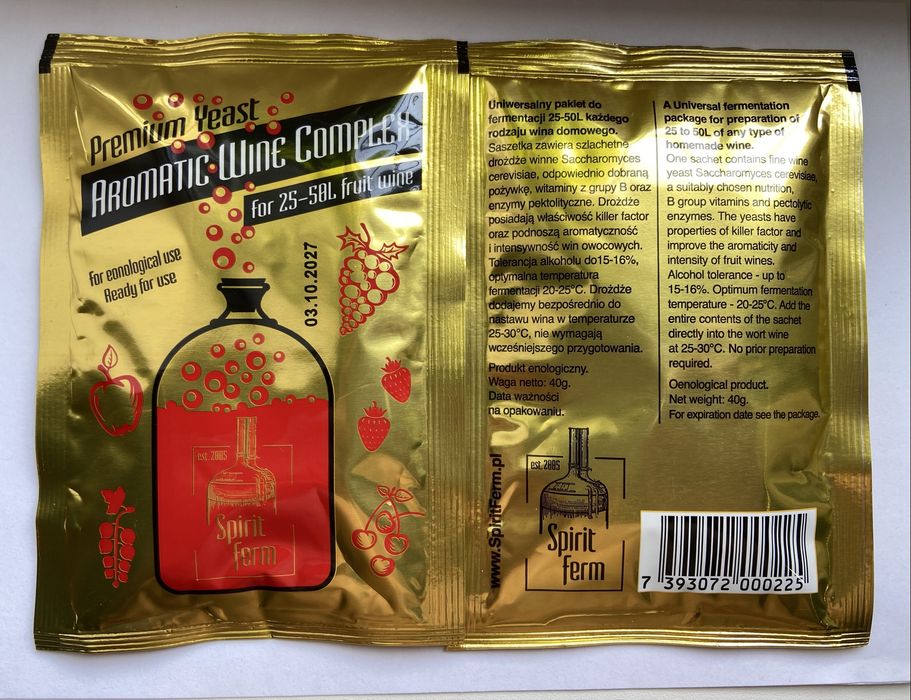 Premium Yeast
AROMATIC WINE COMPLEX
for 25-50L fruit wine
for eonological use
Ready for use
03.10.2027
est. 2005
Spirit
ferm
Uniwersalny pakiet do
fermentacji 25-50L każdego
rodzaju wina domowego.
Saszetka zawiera szlachetne
drożdże winne Saccharomyces
cerevisiae, odpowiednio dobraną
pożywkę, witaminy z grupy B oraz
enzymy pektolityczne. Drożdże
posiadają właściwość killer factor
oraz podnoszą aromatyczność
i intensywność win owocowych.
Tolerancja alkoholu do15-16%,
optymalna temperatura
fermentacji 20-25°C. Drożdże
dodajemy bezpośrednio do
nastawu wina w temperaturze
25-30°C, nie wymagają
wcześniejszego przygotowania.
Produkt enologiczny.
Waga netto: 40g.
Data ważności
na opakowaniu.
A Universal fermentation
package for preparation of
25 to 50L of any type of
homemade wine.
One sachet contains fine wine
yeast Saccharomyces cerevisiae,
a suitably chosen nutrition,
B group vitamins and pectolytic
enzymes. The yeasts have
properties of killer factor and
improve the aromaticity and
intensity of fruit wines.
Alcohol tolerance - up to
15-16%. Optimum fermentation
temperature - 20-25°C. Add the
entire contents of the sachet
directly into the wort wine
at 25-30°C. No prior preparation
required.
Oenological product.
Net weight: 40g.
For expiration date see the package.
www.SpiritFerm.pl
est. 2005
Spirit
ferm
7 393072 000225